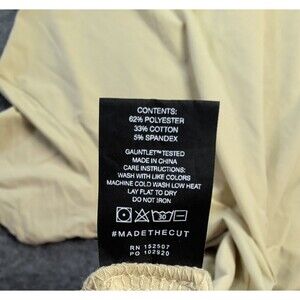 CONTENTS:
62% POLYESTER
33% COTTON
5% SPANDEX
GAUNTLET™ TESTED
MADE IN CHINA
CARE INSTRUCTIONS:
WASH WITH LIKE COLORS
MACHINE COLD WASH LOW HEAT
LAY FLAT TO DRY
DO NOT IRON
#MADETHECUT
RN 152507
PO 102920